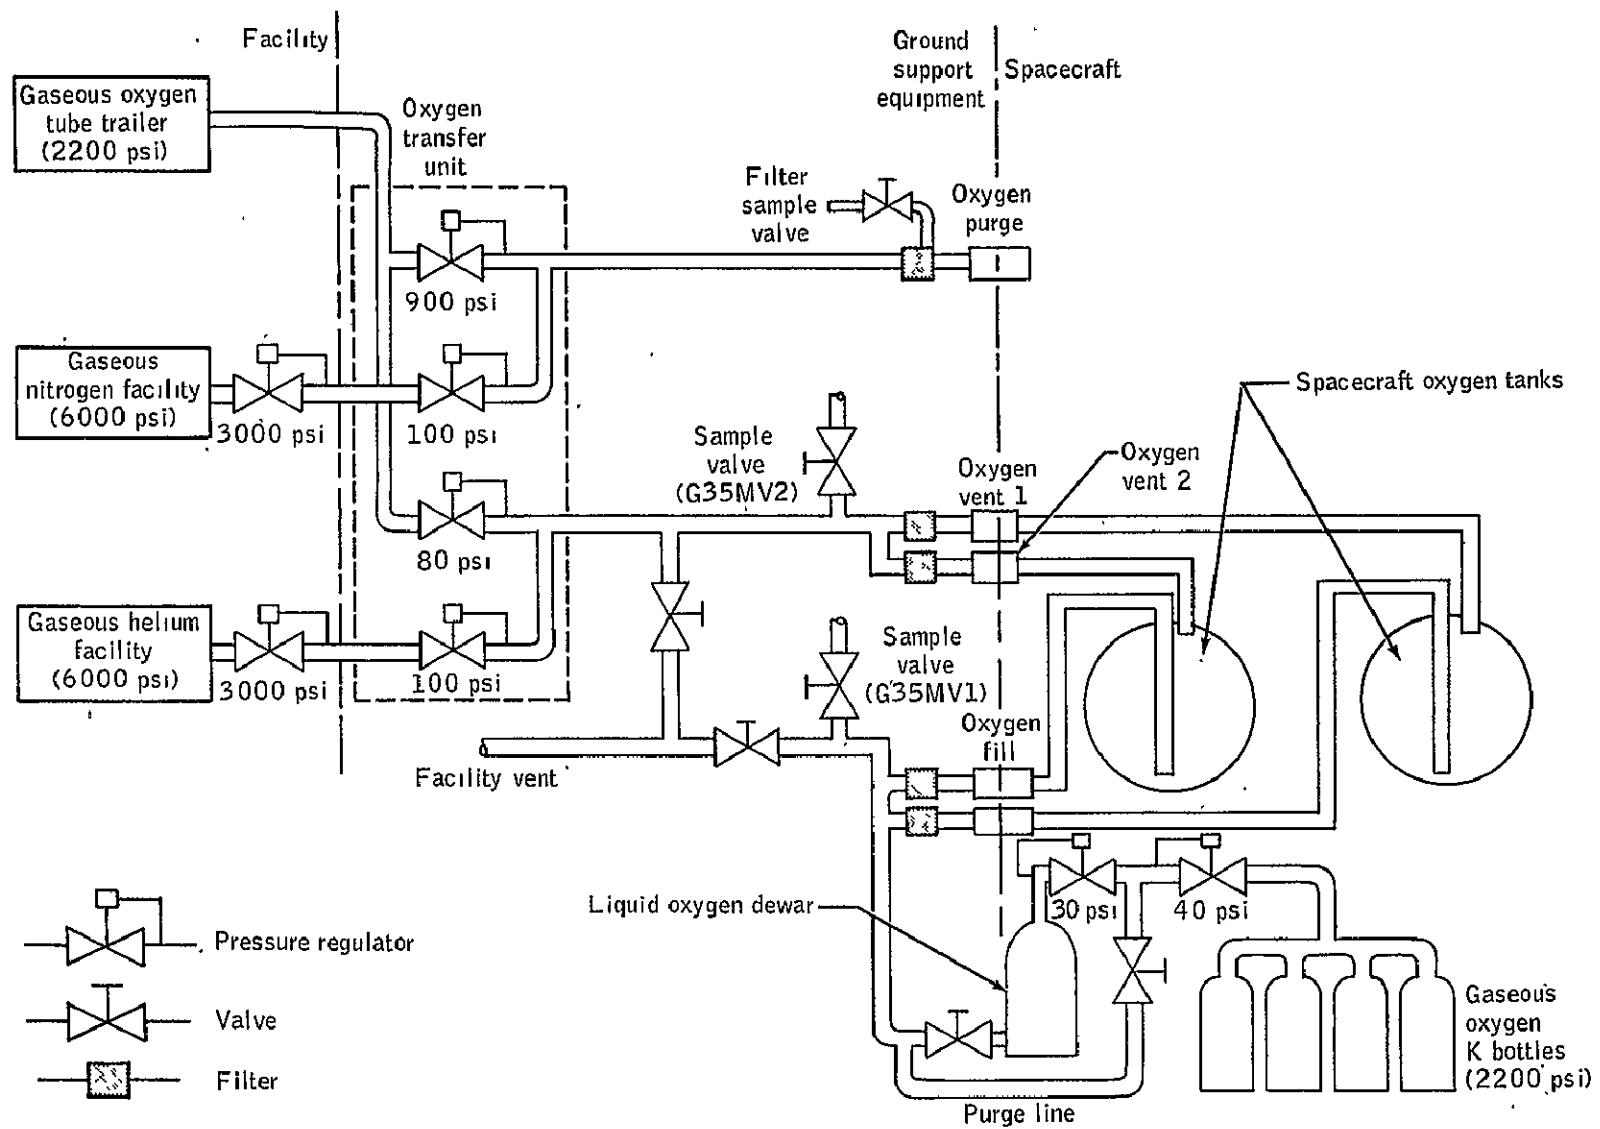 Facility
Ground
support
equipment
Spacecraft
Gaseous oxygen
tube trailer
(2200 psi)
Oxygen
transfer
unit
Filter
sample
valve
Oxygen
purge
900 psi
Gaseous
nitrogen facility
(6000 psi)
3000 psi
100 psi
Spacecraft oxygen tanks
Sample
valve
(G35MV2)
Oxygen
vent 1
Oxygen
vent 2
80 psi
Gaseous helium
facility
(6000 psi)
3000 psi
100 psi
Sample
valve
(G35MV1)
Oxygen
fill
Facility vent
Liquid oxygen dewar
30 psi
40 psi
Pressure regulator
Valve
Filter
Gaseous
oxygen
K bottles
(2200 psi)
Purge line